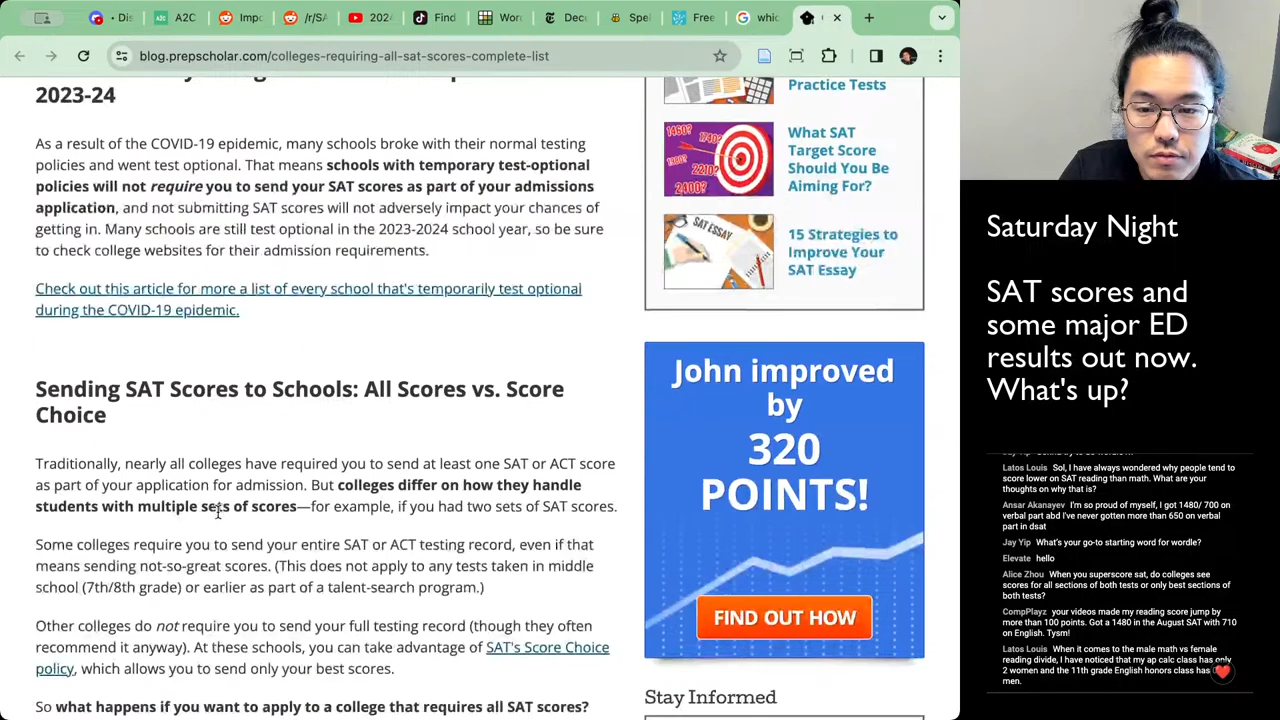 Dis
A2C
Impo
/r/SA
2024
Find
Word
Dece
Spel
Free
whic
C
blog.prepscholar.com/colleges-requiring-all-sat-scores-complete-list
2023-24
As a result of the COVID-19 epidemic, many schools broke with their normal testing
policies and went test optional. That means schools with temporary test-optional
policies will not require you to send your SAT scores as part of your admissions
application, and not submitting SAT scores will not adversely impact your chances of
getting in. Many schools are still test optional in the 2023-2024 school year, so be sure
to check college websites for their admission requirements.
Check out this article for more a list of every school that's temporarily test optional
during the COVID-19 epidemic.
Sending SAT Scores to Schools: All Scores vs. Score
Choice
Traditionally, nearly all colleges have required you to send at least one SAT or ACT score
as part of your application for admission. But colleges differ on how they handle
students with multiple sets of scores—for example, if you had two sets of SAT scores.
Some colleges require you to send your entire SAT or ACT testing record, even if that
means sending not-so-great scores. (This does not apply to any tests taken in middle
school (7th/8th grade) or earlier as part of a talent-search program.)
Other colleges do not require you to send your full testing record (though they often
recommend it anyway). At these schools, you can take advantage of SAT's Score Choice
policy, which allows you to send only your best scores.
So what happens if you want to apply to a college that requires all SAT scores?
Practice Tests
1460?
1740?
2210?
2400?
What SAT
Target Score
Should You Be
Aiming For?
SAT ESSAY
15 Strategies to
Improve Your
SAT Essay
John improved
by
320
POINTS!
FIND OUT HOW
Stay Informed
Saturday Night
SAT scores and
some major ED
results out now.
What's up?
Latos Louis Sol, I have always wondered why people tend to
score lower on SAT reading than math. What are your
thoughts on why that is?
Ansar Akanayev I'm so proud of myself, I got 1480/ 700 on
verbal part abd I've never gotten more than 650 on verbal
part in dsat
Jay Yip What's your go-to starting word for wordle?
Elevate hello
Alice Zhou When you superscore sat, do colleges see
scores for all sections of both tests or only best sections of
both tests?
CompPlayz your videos made my reading score jump by
more than 100 points. Got a 1480 in the August SAT with 710
on English. Tysm!
Latos Louis When it comes to the male math vs female
reading divide, I have noticed that my ap calc class has only
2 women and the 11th grade English honors class has
men.